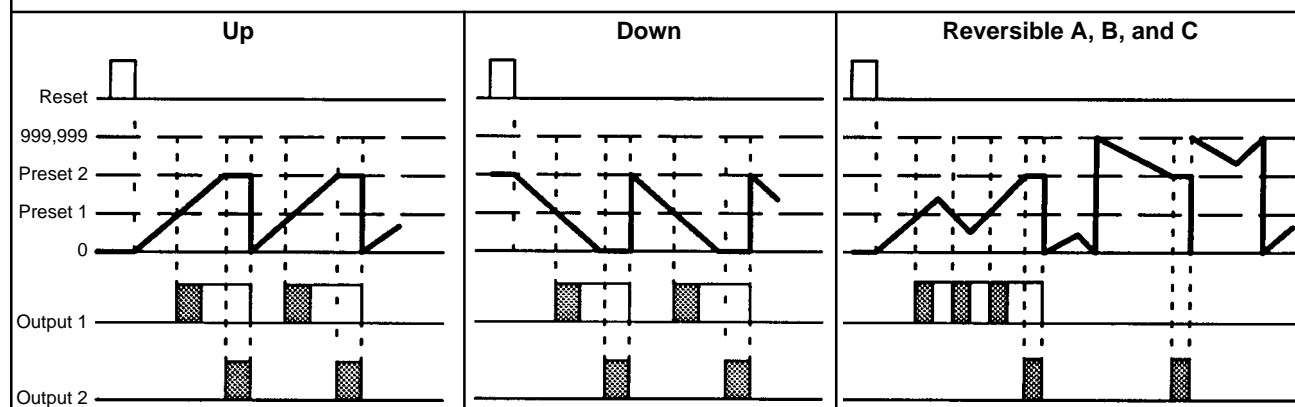 Up
Down
Reversible A, B, and C
Reset
999,999
Preset 2
Preset 1
0
Output 1
Output 2